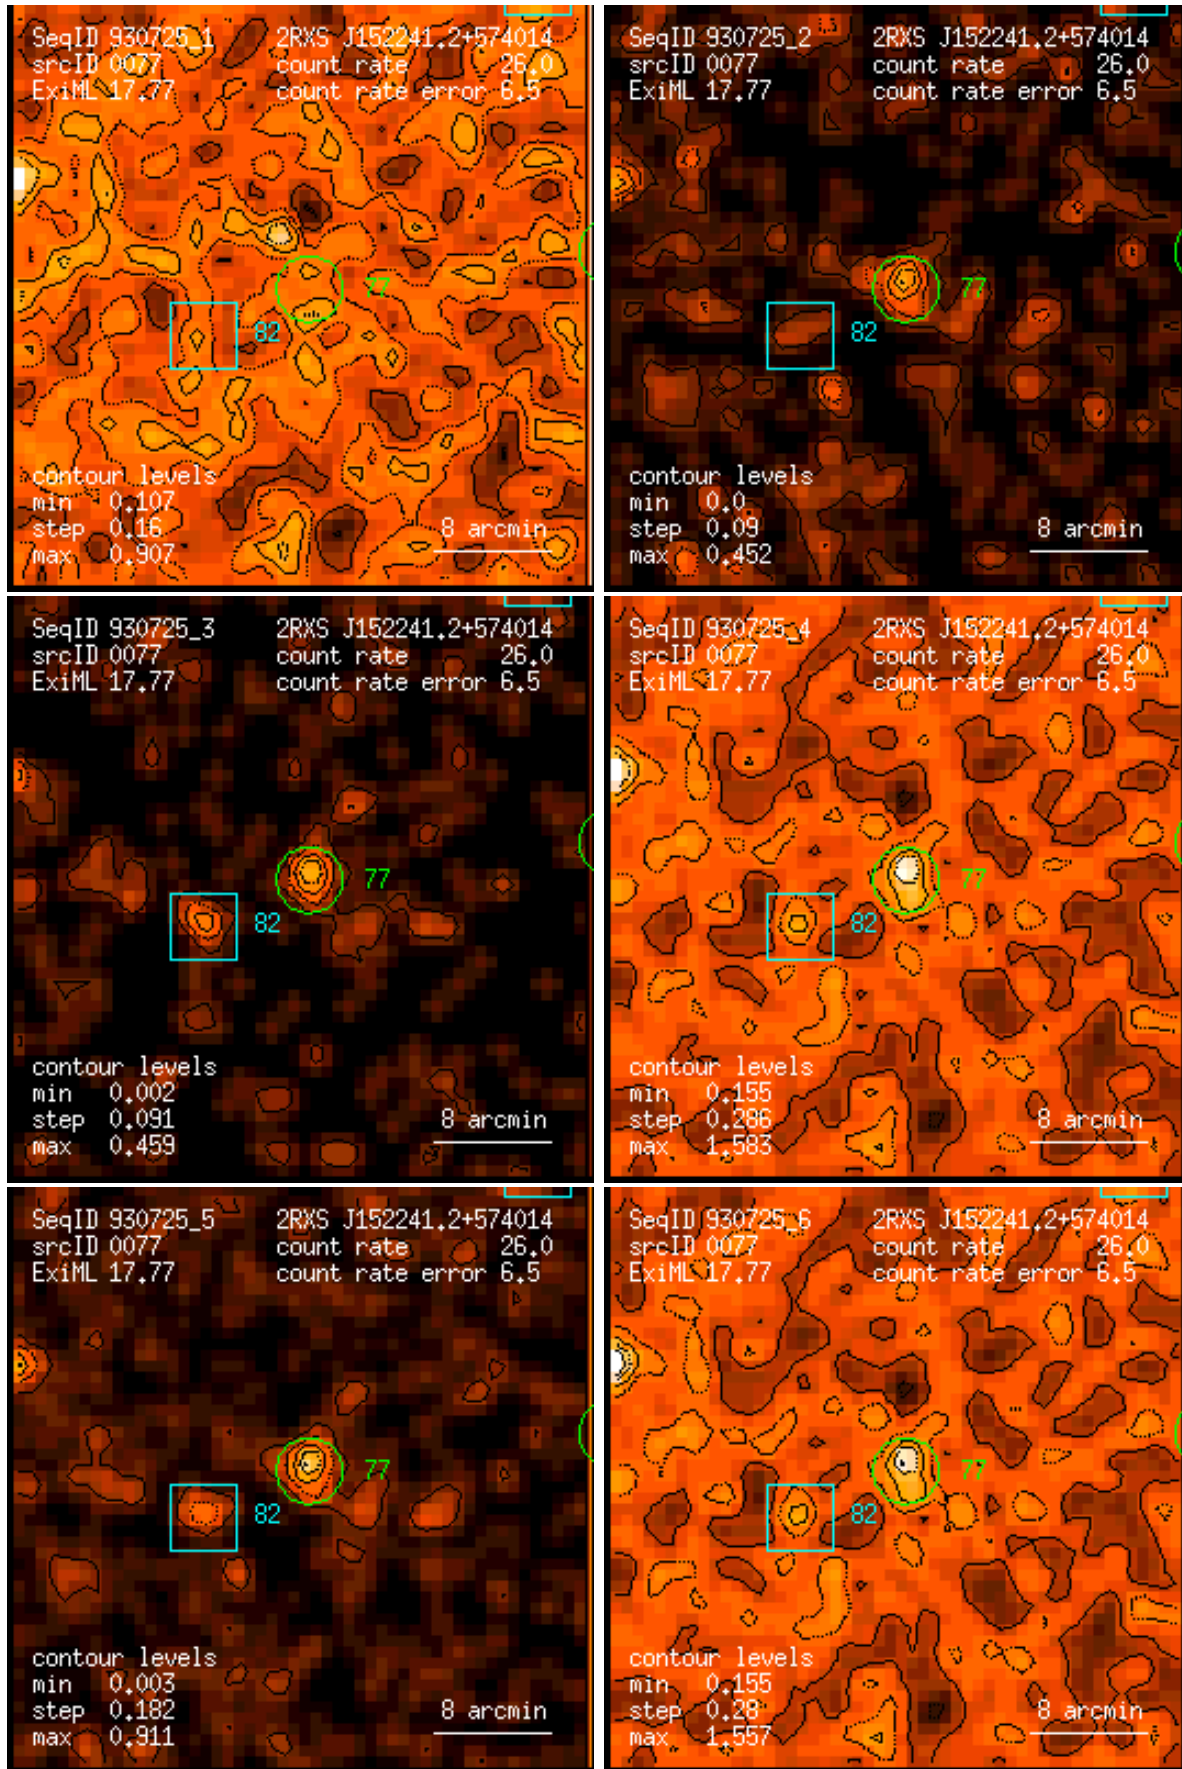 SeqID 930725_1 2RXS J152241.2+574014
srcID 0077 count rate 26.0
ExiML 17.77 count rate error 6.5
77
82
contour levels
min 0.107
step 0.16 8 arcmin
max 0.907
SeqID 930725_2 2RXS J152241.2+574014
srcID 0077 count rate 26.0
ExiML 17.77 count rate error 6.5
77
82
contour levels
min 0.0
step 0.09 8 arcmin
max 0.452
SeqID 930725_3 2RXS J152241.2+574014
srcID 0077 count rate 26.0
ExiML 17.77 count rate error 6.5
77
82
contour levels
min 0.002
step 0.091 8 arcmin
max 0.459
SeqID 930725_4 2RXS J152241.2+574014
srcID 0077 count rate 26.0
ExiML 17.77 count rate error 6.5
77
82
contour levels
min 0.155
step 0.286 8 arcmin
max 1.583
SeqID 930725_5 2RXS J152241.2+574014
srcID 0077 count rate 26.0
ExiML 17.77 count rate error 6.5
77
82
contour levels
min 0.003
step 0.182 8 arcmin
max 0.911
SeqID 930725_6 2RXS J152241.2+574014
srcID 0077 count rate 26.0
ExiML 17.77 count rate error 6.5
77
82
contour levels
min 0.155
step 0.28 8 arcmin
max 1.557